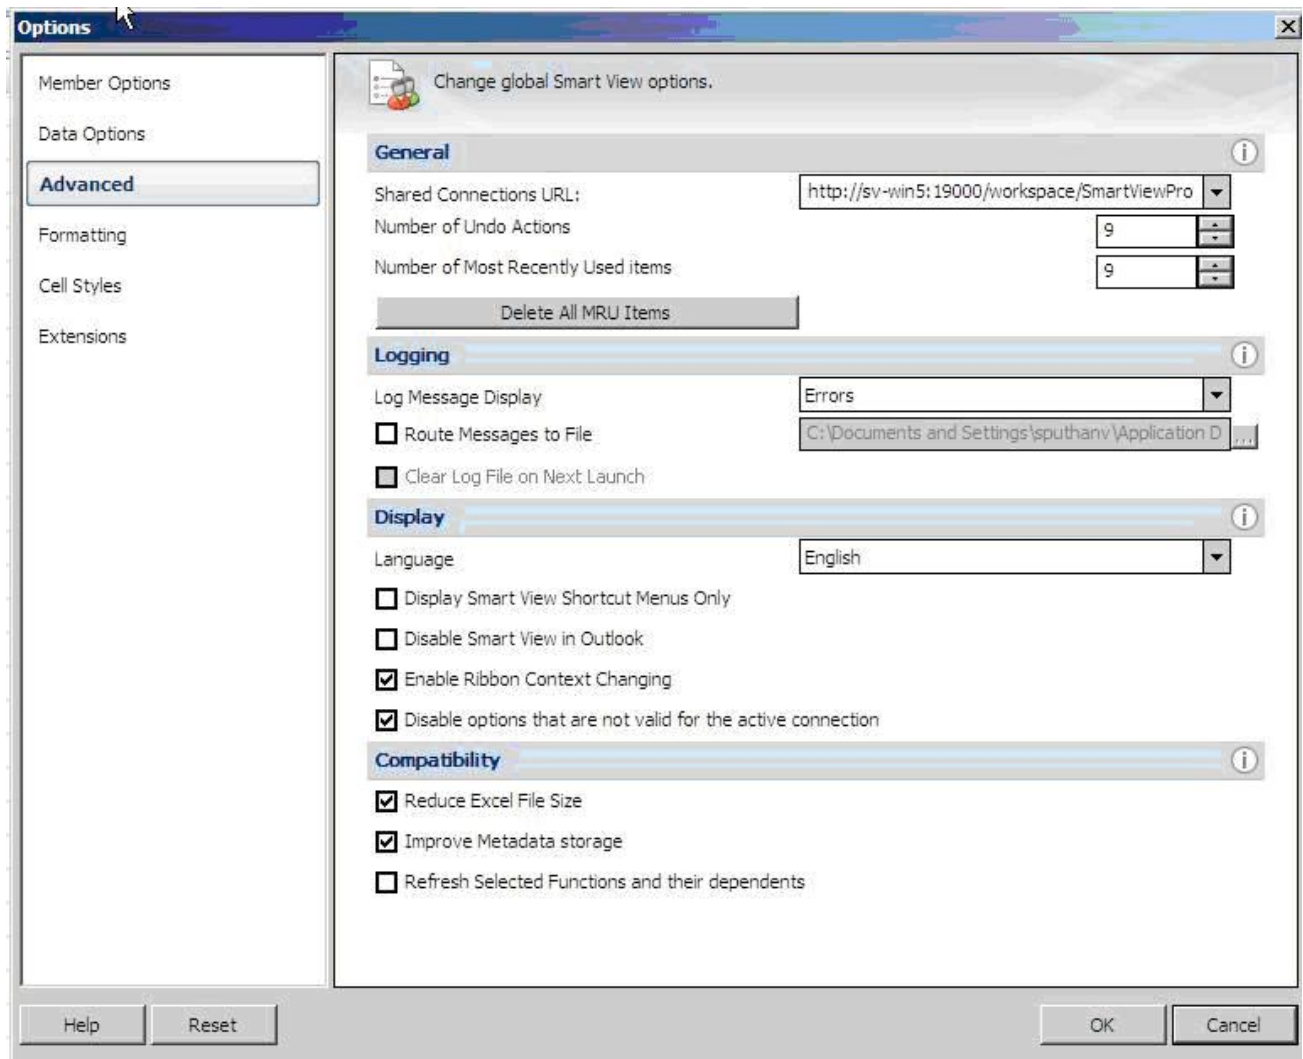 Options
Member Options
Data Options
Advanced
Formatting
Cell Styles
Extensions
Change global Smart View options.
General
Shared Connections URL: http://sv-win5:19000/workspace/SmartViewPro
Number of Undo Actions 9
Number of Most Recently Used items 9
Delete All MRU Items
Logging
Log Message Display Errors
Route Messages to File C:\Documents and Settings\sputhanv\Application D ...
Clear Log File on Next Launch
Display
Language English
Display Smart View Shortcut Menus Only
Disable Smart View in Outlook
Enable Ribbon Context Changing
Disable options that are not valid for the active connection
Compatibility
Reduce Excel File Size
Improve Metadata storage
Refresh Selected Functions and their dependents
Help Reset OK Cancel